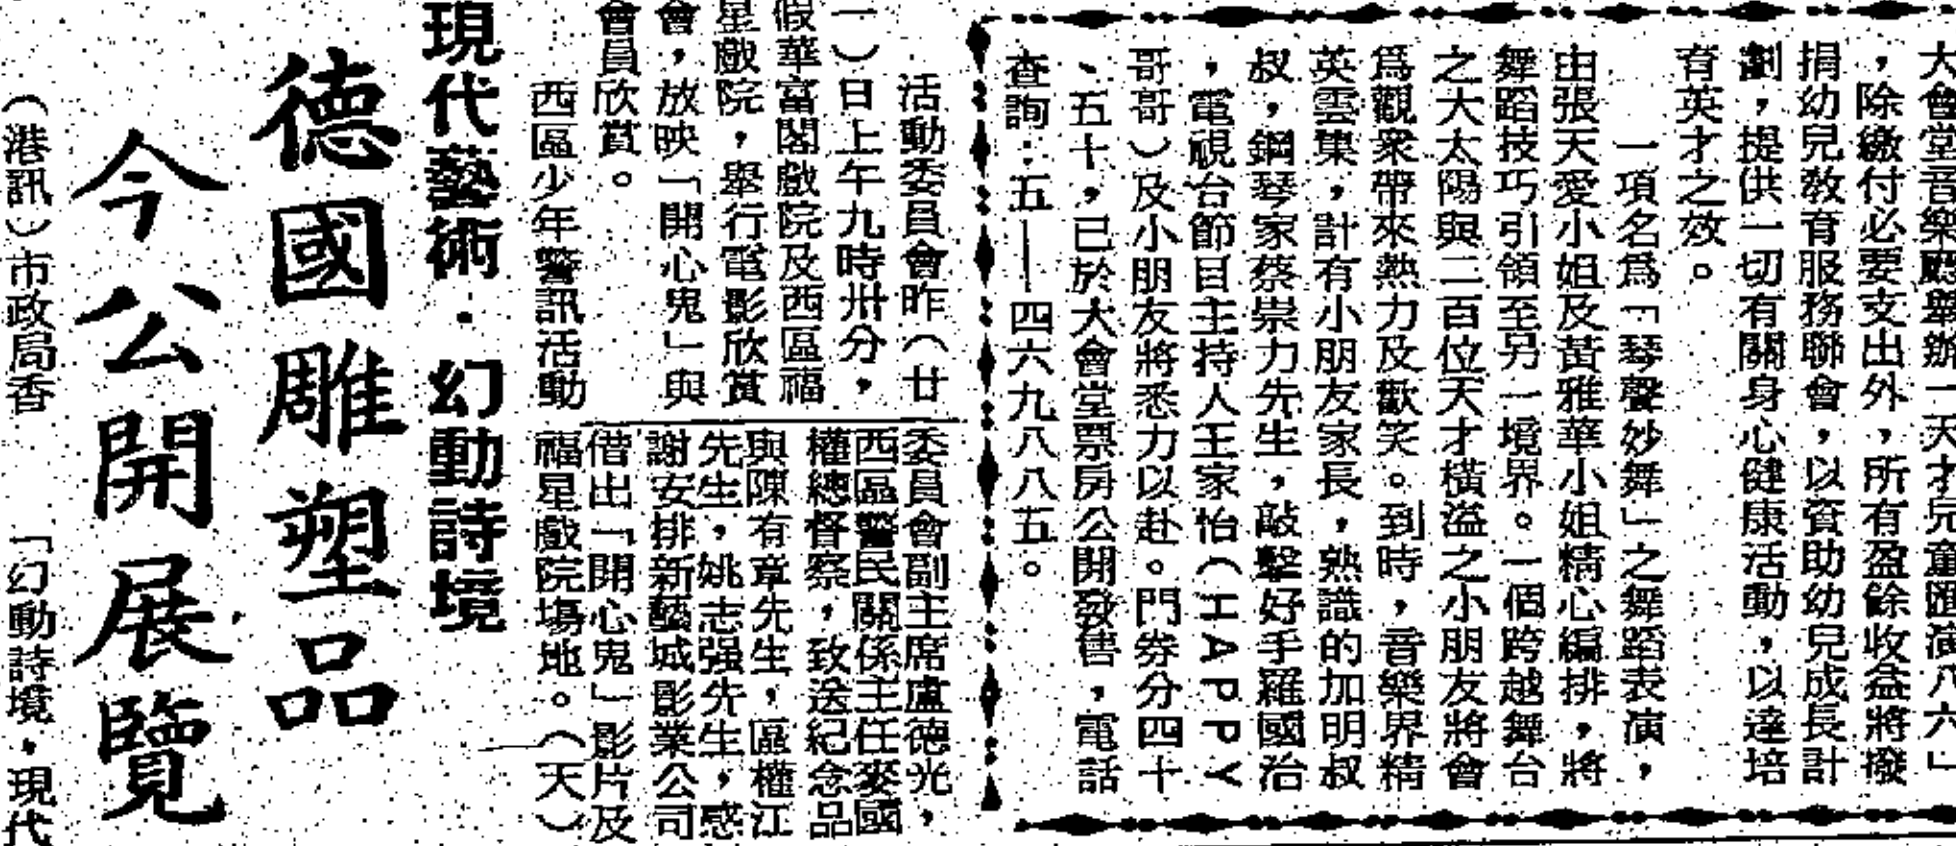 大會堂音樂廳舉辦一天才兒童匯演八六」
，除繳付必要支出外，所有盈餘收益將撥
捐幼兒敎育服務聯會，以資助幼兒成長計
劃，提供一切有關身心健康活動，以達培
育英才之效。
一項名爲「琴聲妙舞」之舞蹈表演，
由張天愛小姐及黃雅華小姐精心編排，將
舞蹈技巧引領至另一境界。一個跨越舞台
之大太陽與二百位天才橫溢之小朋友將會
爲觀衆帶來熱力及歡笑。到時，音樂界精
英雲集，計有小朋友家長，熟識的加明叔
叔，鋼琴家蔡崇力先生，敲擊好手羅國治
，電視台節目主持人王家怡（HAPPY
哥哥）及小朋友將悉力以赴。門券分四十
、五十，已於大會堂票房公開發售，電話
查詢：五—四六九八八五。
活動委員會昨（廿
一）日上午九時卅分，
假華富閣戲院及西區福
星戲院，舉行電影欣賞
會，放映「開心鬼」與
會員欣賞。
西區少年警訊活動
委員會副主席盧德光，
西區警民關係主任麥國
權總督察，致送紀念品
與陳有章先生，區權江
先生，姚志强先生，感
謝安排新藝城影業公司
借出「開心鬼」影片及
福星戲院塲地。（天）
現代藝術·幻動詩境
德國雕塑品
今公開展覽
（港訊）市政局香
「幻動詩境，現代